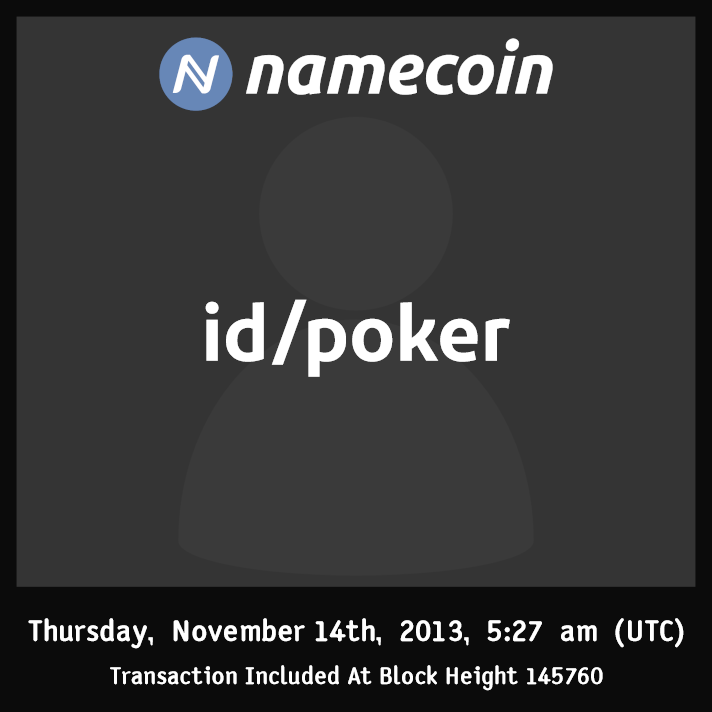 namecoin
id/poker
Thursday, November 14th, 2013, 5:27 am (UTC)
Transaction Included At Block Height 145760